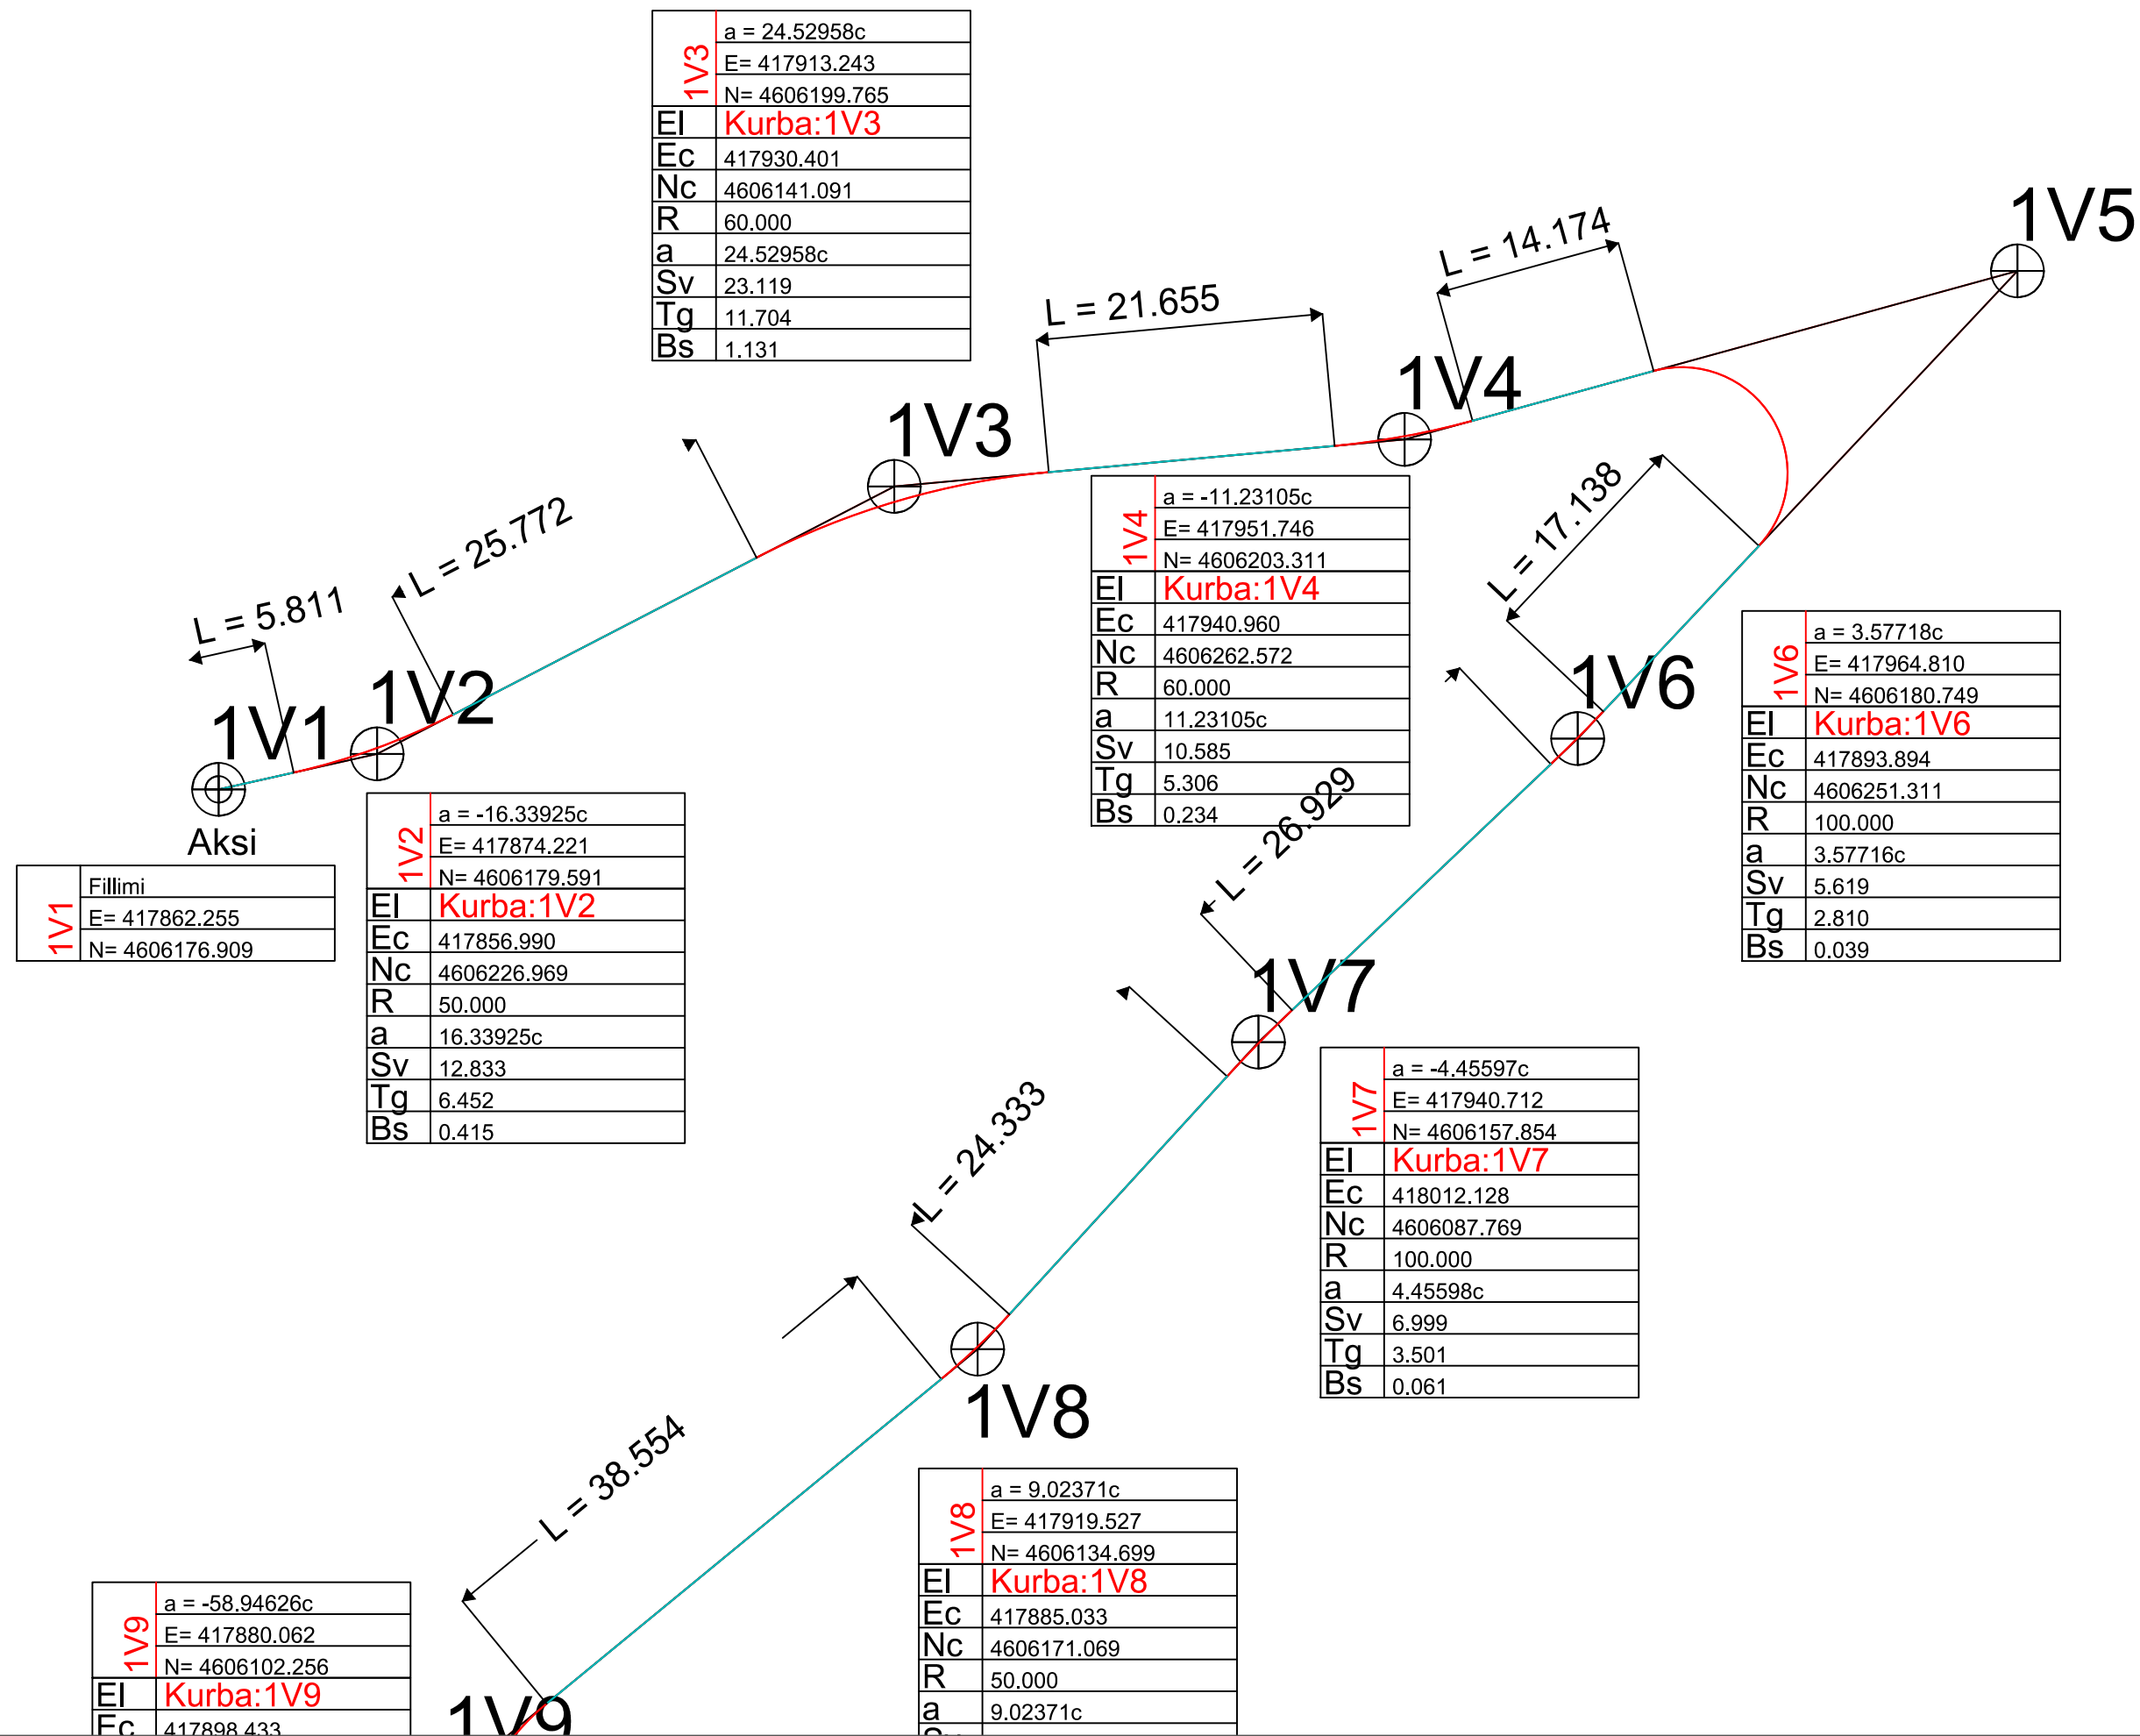 1V3
a = 24.52958c
E= 417913.243
N= 4606199.765
El Kurba:1V3
Ec 417930.401
Nc 4606141.091
R 60.000
a 24.52958c
Sv 23.119
Tg 11.704
Bs 1.131
1V5
L = 14.174
L = 21.655
1V4
1V3
L = 25.772
L = 17.138
1V4
a = -11.23105c
E= 417951.746
N= 4606203.311
El Kurba:1V4
Ec 417940.960
Nc 4606262.572
R 60.000
a 11.23105c
Sv 10.585
Tg 5.306
Bs 0.234
L = 5.811
1V2
1V1
Aksi
1V6
1V6
a = 3.57718c
E= 417964.810
N= 4606180.749
El Kurba:1V6
Ec 417893.894
Nc 4606251.311
R 100.000
a 3.57716c
Sv 5.619
Tg 2.810
Bs 0.039
1V1
Fillimi
E= 417862.255
N= 4606176.909
1V2
a = -16.33925c
E= 417874.221
N= 4606179.591
El Kurba:1V2
Ec 417856.990
Nc 4606226.969
R 50.000
a 16.33925c
Sv 12.833
Tg 6.452
Bs 0.415
L = 26.929
1V7
1V7
a = -4.45597c
E= 417940.712
N= 4606157.854
El Kurba:1V7
Ec 418012.128
Nc 4606087.769
R 100.000
a 4.45598c
Sv 6.999
Tg 3.501
Bs 0.061
L = 24.333
1V8
L = 38.554
1V8
a = 9.02371c
E= 417919.527
N= 4606134.699
El Kurba:1V8
Ec 417885.033
Nc 4606171.069
R 50.000
a 9.02371c
1V9
a = -58.94626c
E= 417880.062
N= 4606102.256
El Kurba:1V9
Ec 417898.433
1V9